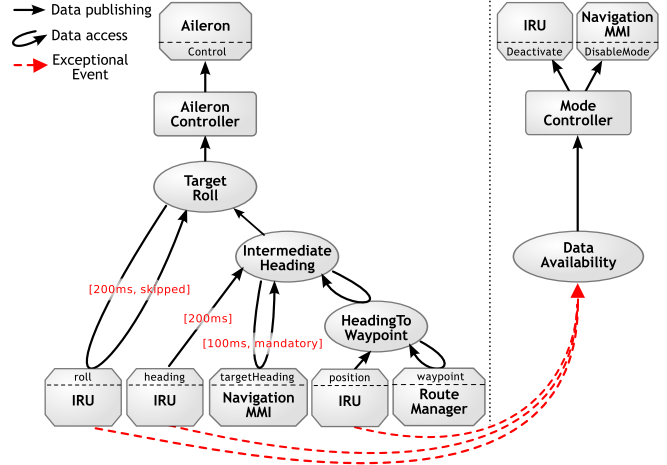 Data publishing
Data access
Exceptional
Event
Aileron
Control
IRU
Deactivate
Navigation
MMI
DisableMode
Aileron
Controller
Mode
Controller
Target
Roll
Intermediate
Heading
Data
Availability
[200ms, skipped]
[200ms]
[100ms, mandatory]
HeadingTo
Waypoint
roll
IRU
heading
IRU
targetHeading
Navigation
MMI
position
IRU
waypoint
Route
Manager